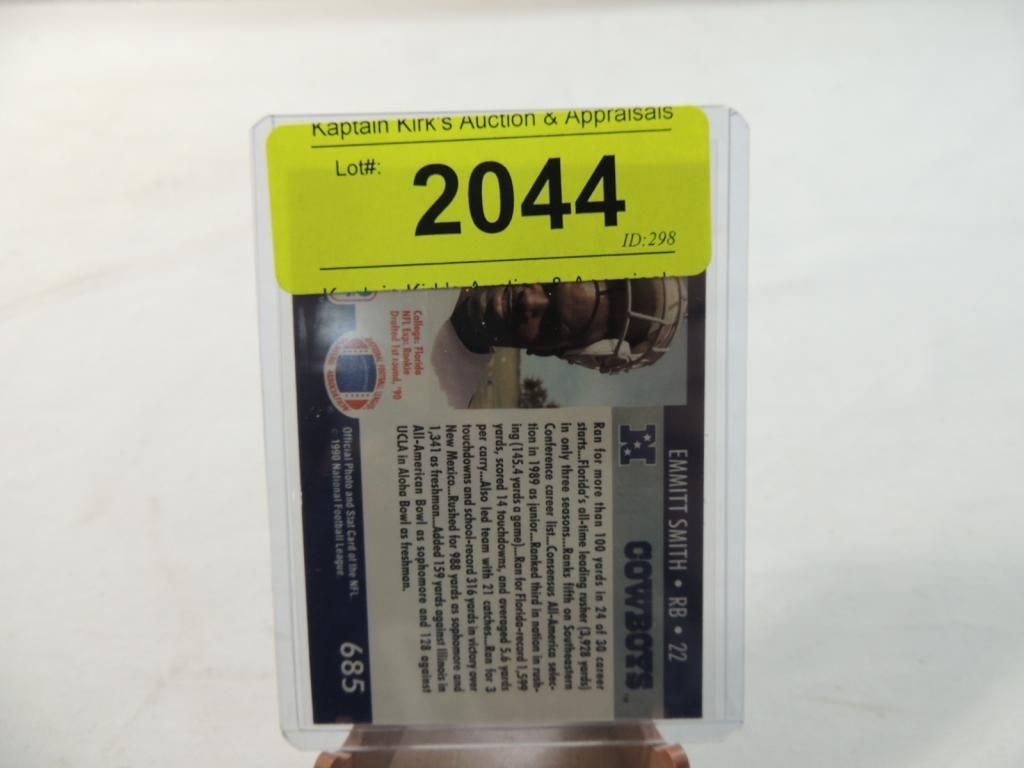 Kaptain Kirk's Auction & Appraisals
Lot#:
2044
ID:298
Kaptain Kirk's Auction & Appraisals
EMMITT SMITH • RB • 22
N
COWBOYS™
Ran for more than 100 yards in 24 of 30 career
starts...Florida's all-time leading rusher (3,928 yards)
in only three seasons...Ranks fifth on Southeastern
Conference career list...Consensus All-America selec-
tion in 1989 as junior...Ranked third in nation in rush-
ing (145.4 yards a game)...Ran for Florida-record 1,599
yards, scored 14 touchdowns, and averaged 5.6 yards
per carry...Also led team with 21 catches...Ran for 3
touchdowns and school-record 316 yards in victory over
New Mexico...Rushed for 988 yards as sophomore and
1,341 as freshman...Added 159 yards against Illinois in
All-American Bowl as sophomore and 128 against
UCLA in Aloha Bowl as freshman.
College: Florida
NFL Exp: Rookie
Drafted 1st round, '90
Official Photo and Stat Card of the NFL.
© 1990 National Football League.
685